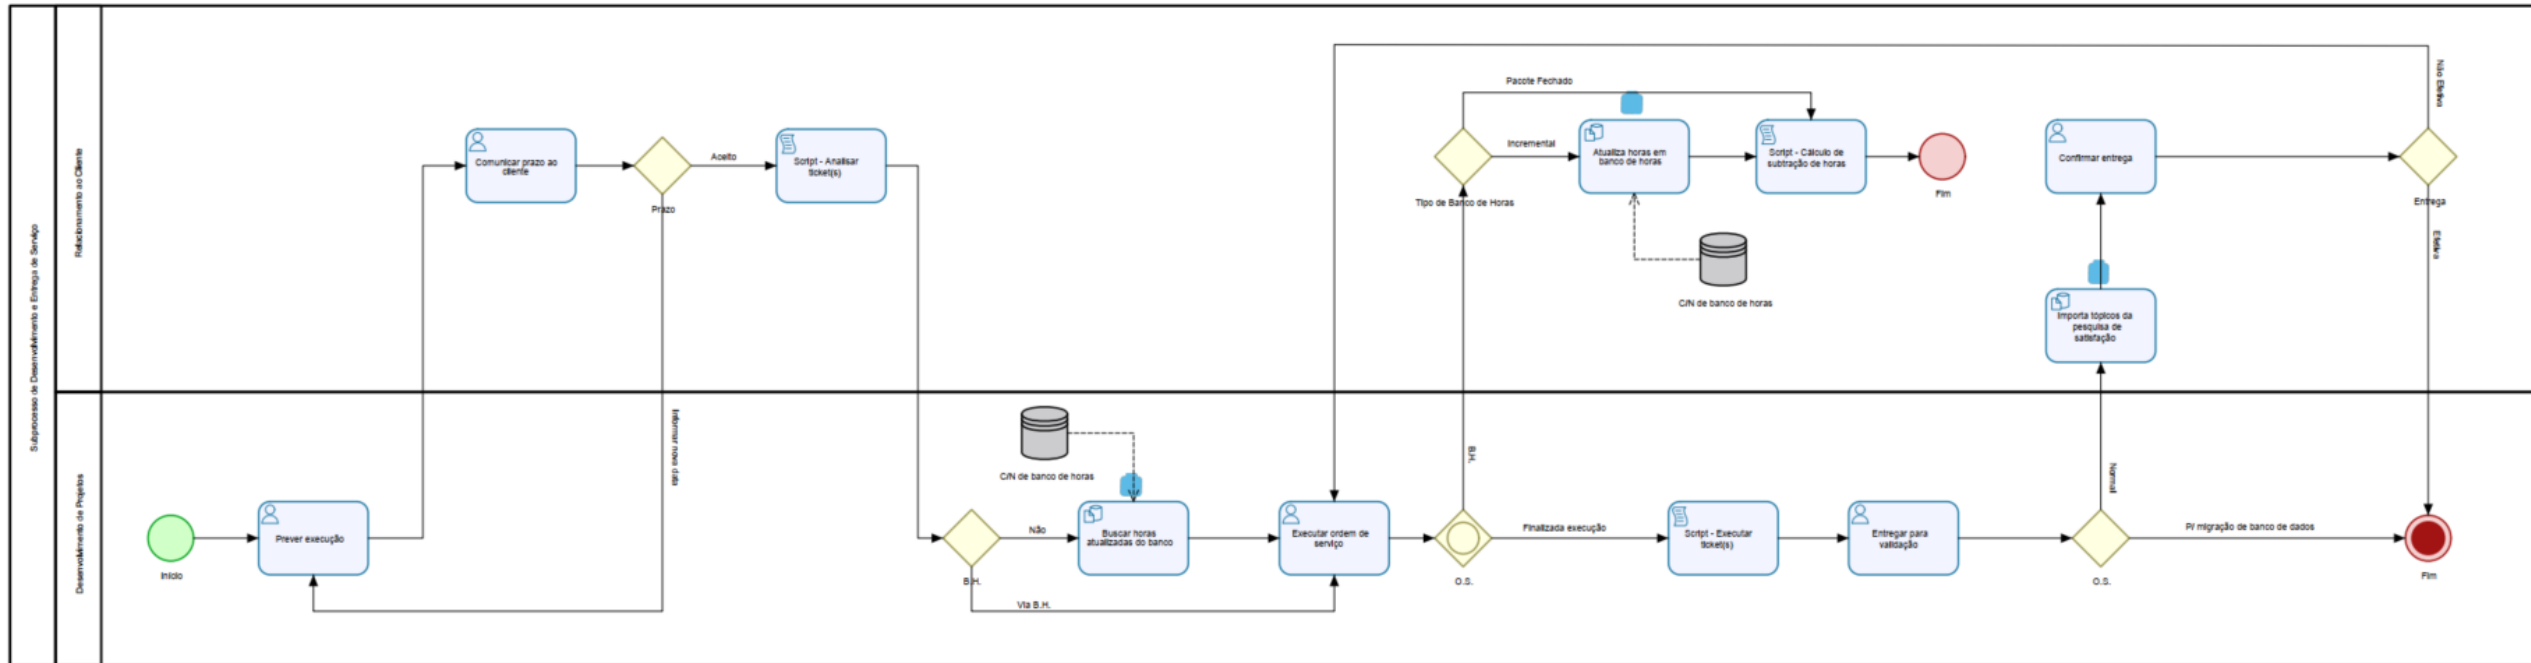 Subprocesso de Desenvolvimento e Entrega de Serviço
Relacionamento ao Cliente
Comunicar prazo ao
cliente
Prazo
Aceito
Script - Analisar
ticket(s)
Informar nova data
Pacote Fechado
Tipo de Banco de Horas
Incremental
Atualiza horas em
banco de horas
Script - Cálculo de
subtração de horas
Fim
C/N de banco de horas
Confirmar entrega
Importa tópicos da
pesquisa de
satisfação
Não Efetiva
Entrega
Efetiva
Desenvolvimento de Projetos
Início
Prever execução
B.H.
Não
Via B.H.
C/N de banco de horas
Buscar horas
atualizadas do banco
Executar ordem de
serviço
B.H.
O.S.
Finalizada execução
Script - Executar
ticket(s)
Entregar para
validação
Normal
O.S.
P/ migração de banco de dados
Fim